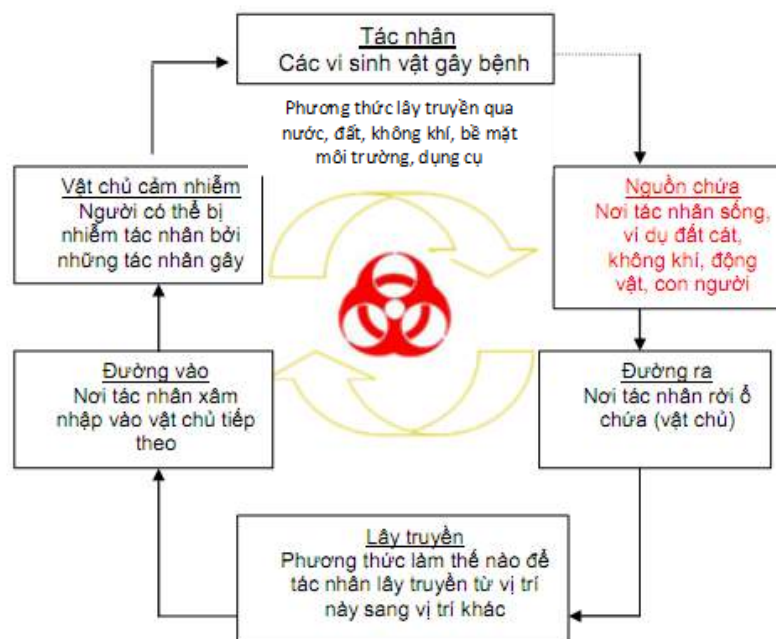 Tác nhân
Các vi sinh vật gây bệnh
Phương thức lây truyền qua
nước, đất, không khí, bề mặt
môi trường, dụng cụ
Vật chủ cảm nhiễm
Người có thể bị
nhiễm tác nhân bởi
những tác nhân gây
Nguồn chứa
Nơi tác nhân sống,
ví dụ đất cát,
không khí, động
vật, con người
Đường vào
Nơi tác nhân xâm
nhập vào vật chủ tiếp
theo
Đường ra
Nơi tác nhân rời ổ
chứa (vật chủ)
Lây truyền
Phương thức làm thế nào để
tác nhân lây truyền từ vị trí
này sang vị trí khác